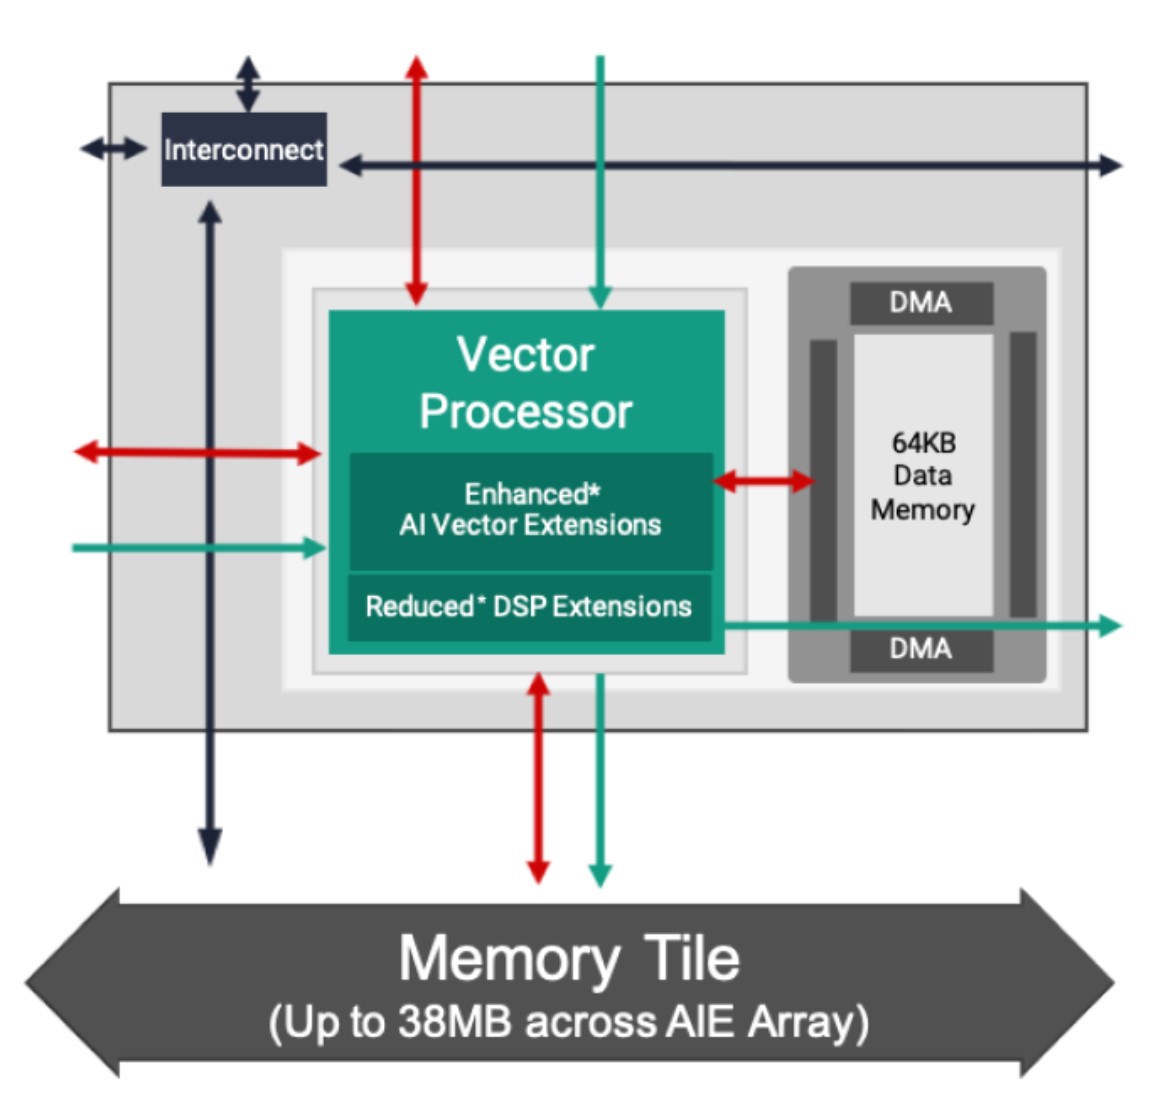 Interconnect
Vector
Processor
Enhanced*
AI Vector Extensions
Reduced* DSP Extensions
DMA
64KB
Data
Memory
DMA
Memory Tile
(Up to 38MB across AIE Array)